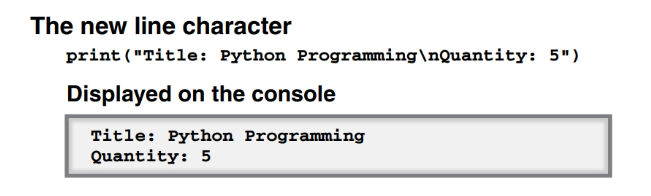 The new line character
print("Title: Python Programming\nQuantity: 5")
Displayed on the console
Title: Python Programming
Quantity: 5